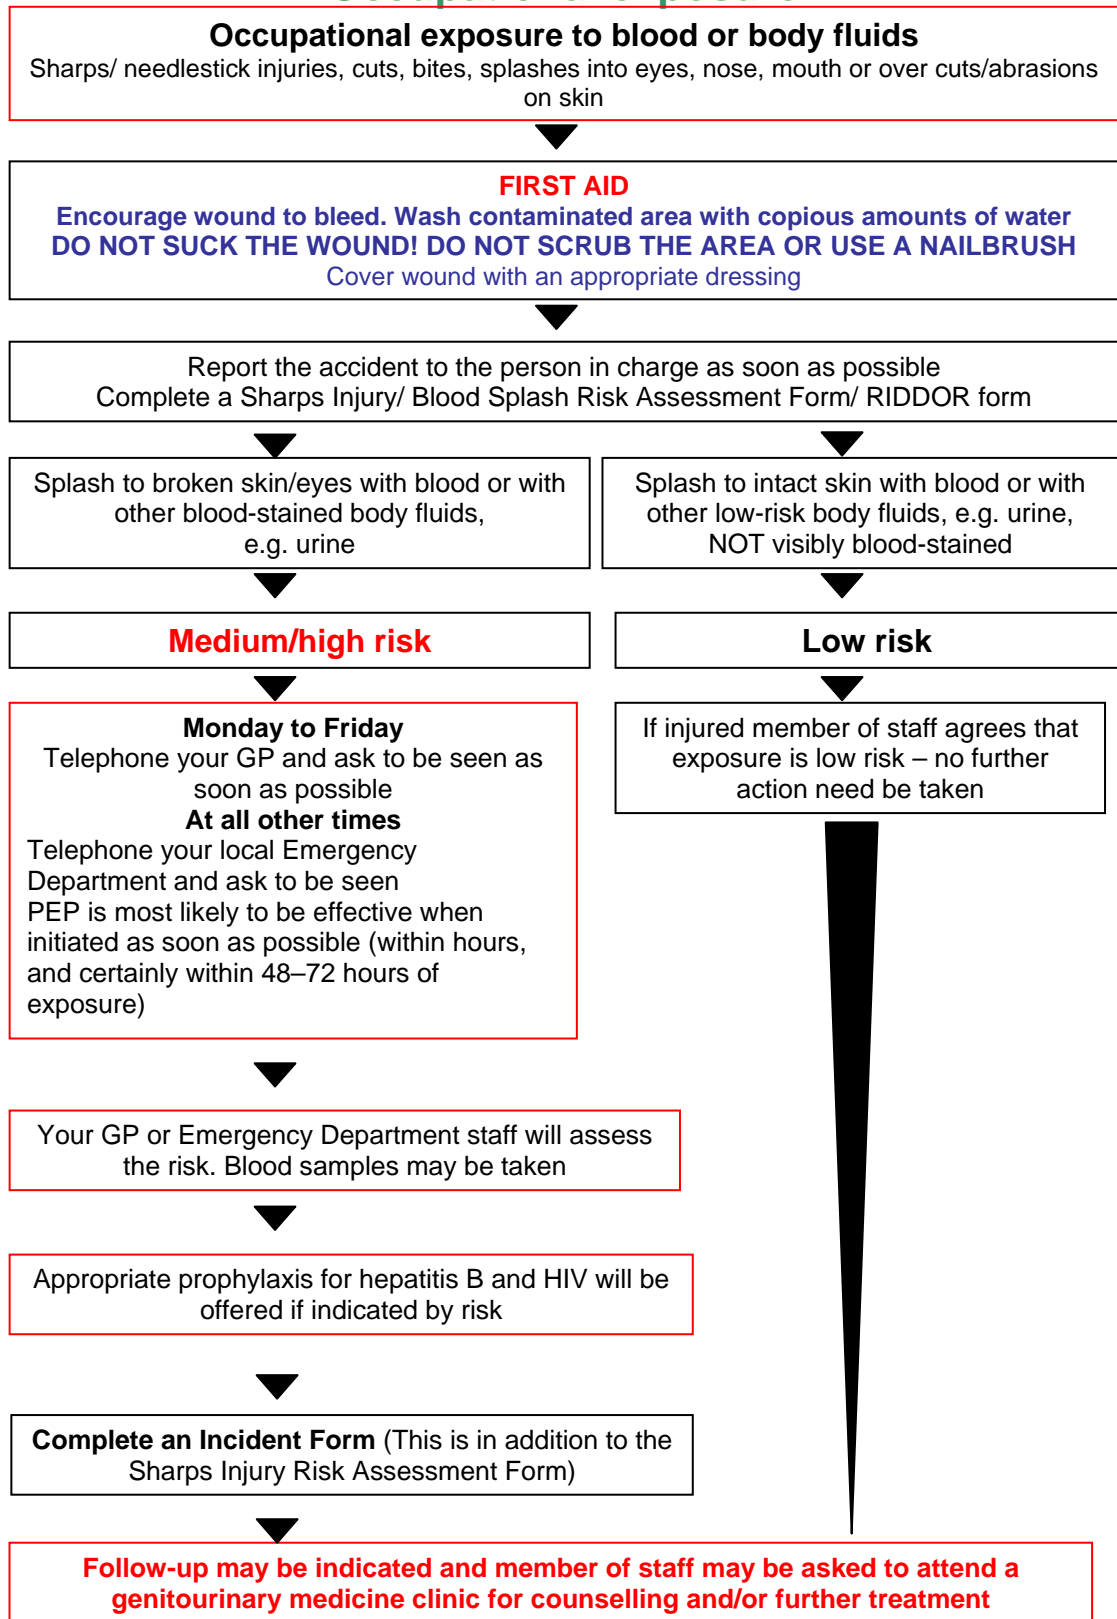 Occupational exposure
Occupational exposure to blood or body fluids
Sharps/ needlestick injuries, cuts, bites, splashes into eyes, nose, mouth or over cuts/abrasions
on skin
FIRST AID
Encourage wound to bleed. Wash contaminated area with copious amounts of water
DO NOT SUCK THE WOUND! DO NOT SCRUB THE AREA OR USE A NAILBRUSH
Cover wound with an appropriate dressing
Report the accident to the person in charge as soon as possible
Complete a Sharps Injury/ Blood Splash Risk Assessment Form/ RIDDOR form
Splash to broken skin/eyes with blood or with
other blood-stained body fluids,
e.g. urine
Splash to intact skin with blood or with
other low-risk body fluids, e.g. urine,
NOT visibly blood-stained
Medium/high risk
Low risk
Monday to Friday
Telephone your GP and ask to be seen as
soon as possible
At all other times
Telephone your local Emergency
Department and ask to be seen
PEP is most likely to be effective when
initiated as soon as possible (within hours,
and certainly within 48–72 hours of
exposure)
If injured member of staff agrees that
exposure is low risk – no further
action need be taken
Your GP or Emergency Department staff will assess
the risk. Blood samples may be taken
Appropriate prophylaxis for hepatitis B and HIV will be
offered if indicated by risk
Complete an Incident Form (This is in addition to the
Sharps Injury Risk Assessment Form)
Follow-up may be indicated and member of staff may be asked to attend a
genitourinary medicine clinic for counselling and/or further treatment